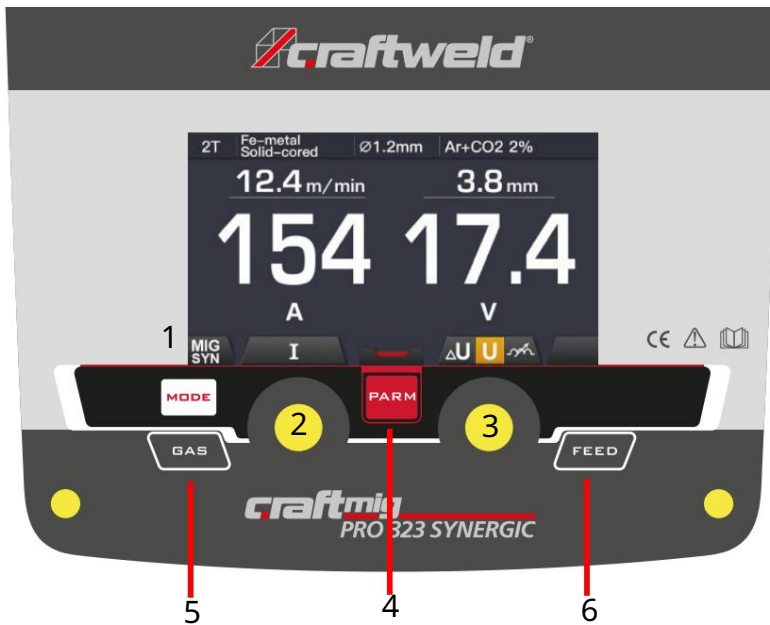 craftweld®
2T Fe-metal Solid-cored Ø1.2mm Ar+CO2 2%
12.4 m/min 3.8 mm
154 17.4
A V
1
MIG SYN I ΔU U
CE
MODE 2 PARM 3
GAS FEED
craftmig
PRO 323 SYNERGIC
5 4 6